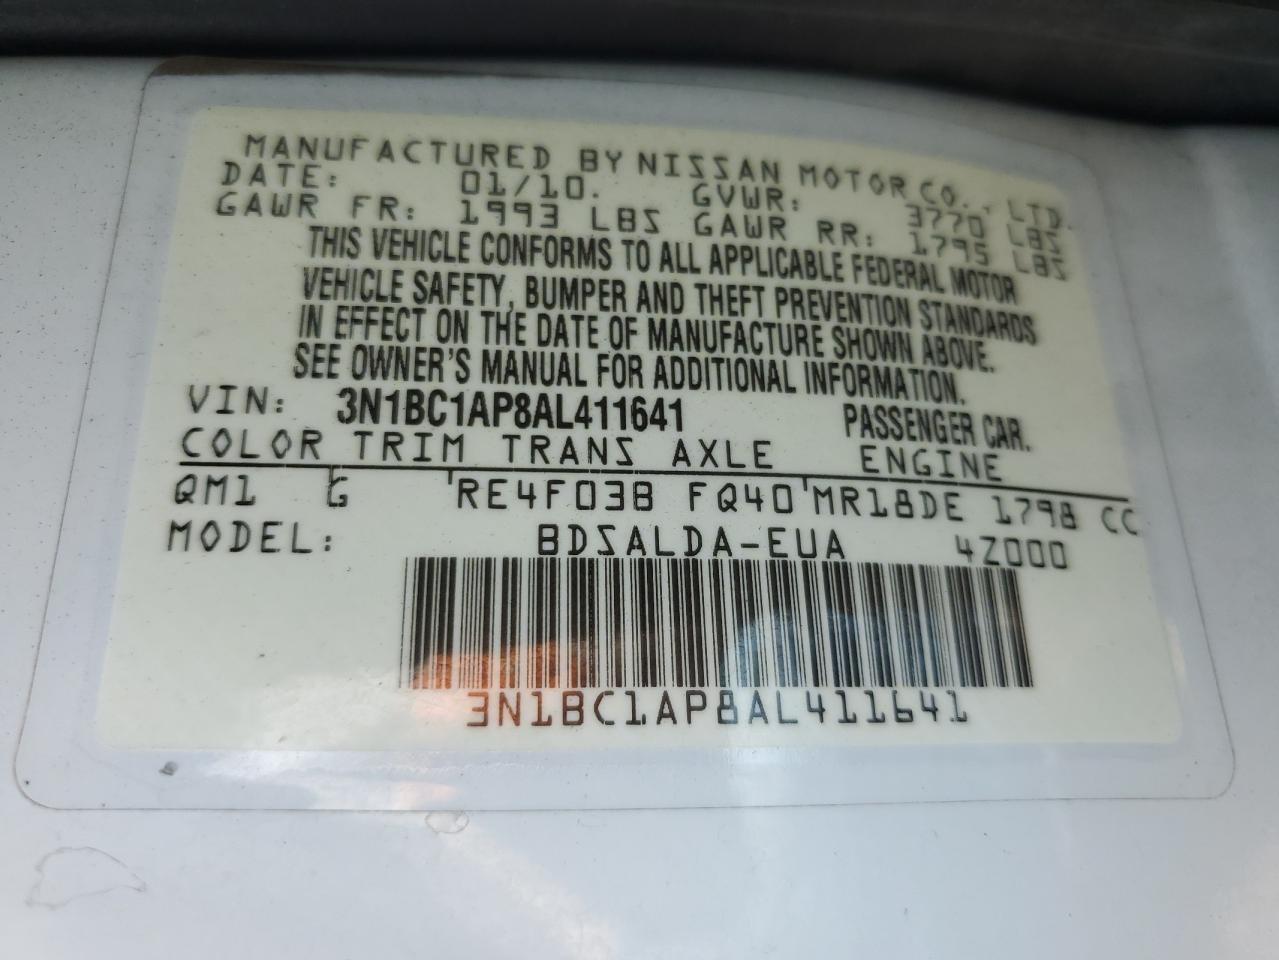 MANUFACTURED BY NISSAN MOTOR CO., LTD.
DATE: 01/10. GVWR: 3770 LBS
GAWR FR: 1993 LBS GAWR RR: 1795 LBS
THIS VEHICLE CONFORMS TO ALL APPLICABLE FEDERAL MOTOR
VEHICLE SAFETY, BUMPER AND THEFT PREVENTION STANDARDS
IN EFFECT ON THE DATE OF MANUFACTURE SHOWN ABOVE.
SEE OWNER'S MANUAL FOR ADDITIONAL INFORMATION.
VIN: 3N1BC1AP8AL411641 PASSENGER CAR.
COLOR TRIM TRANS AXLE ENGINE
QM1 G RE4F03B FQ40 MR18DE 1798 CC
MODEL: BDSALDA-EUA 4Z000
3N1BC1AP8AL411641